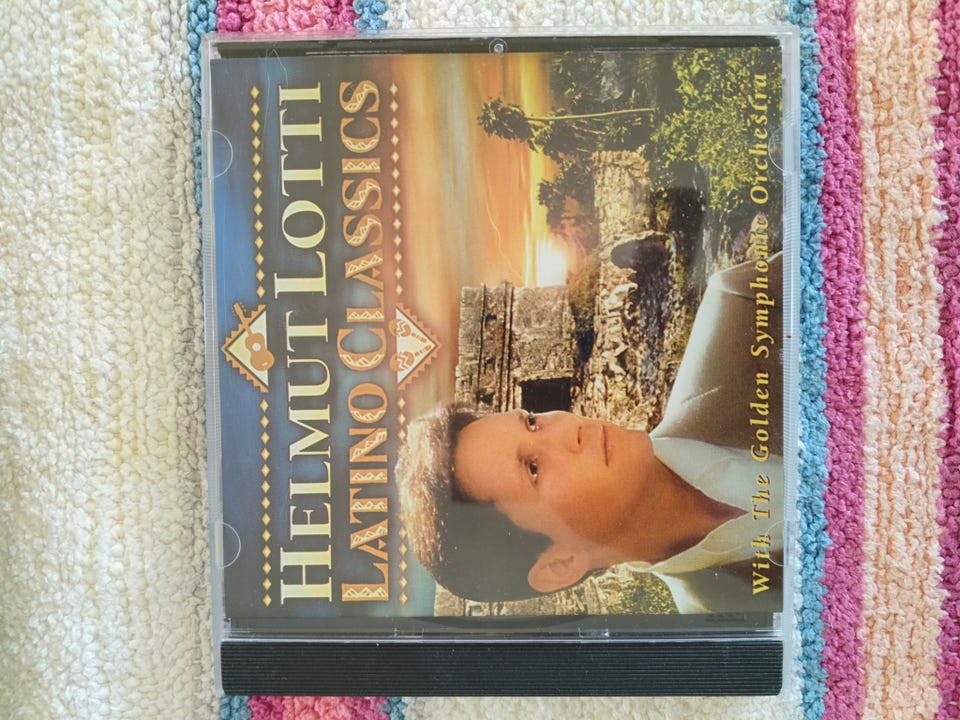 HELMUT LOTTI
LATINO CLASSICS
With The Golden Symphonic Orchestra